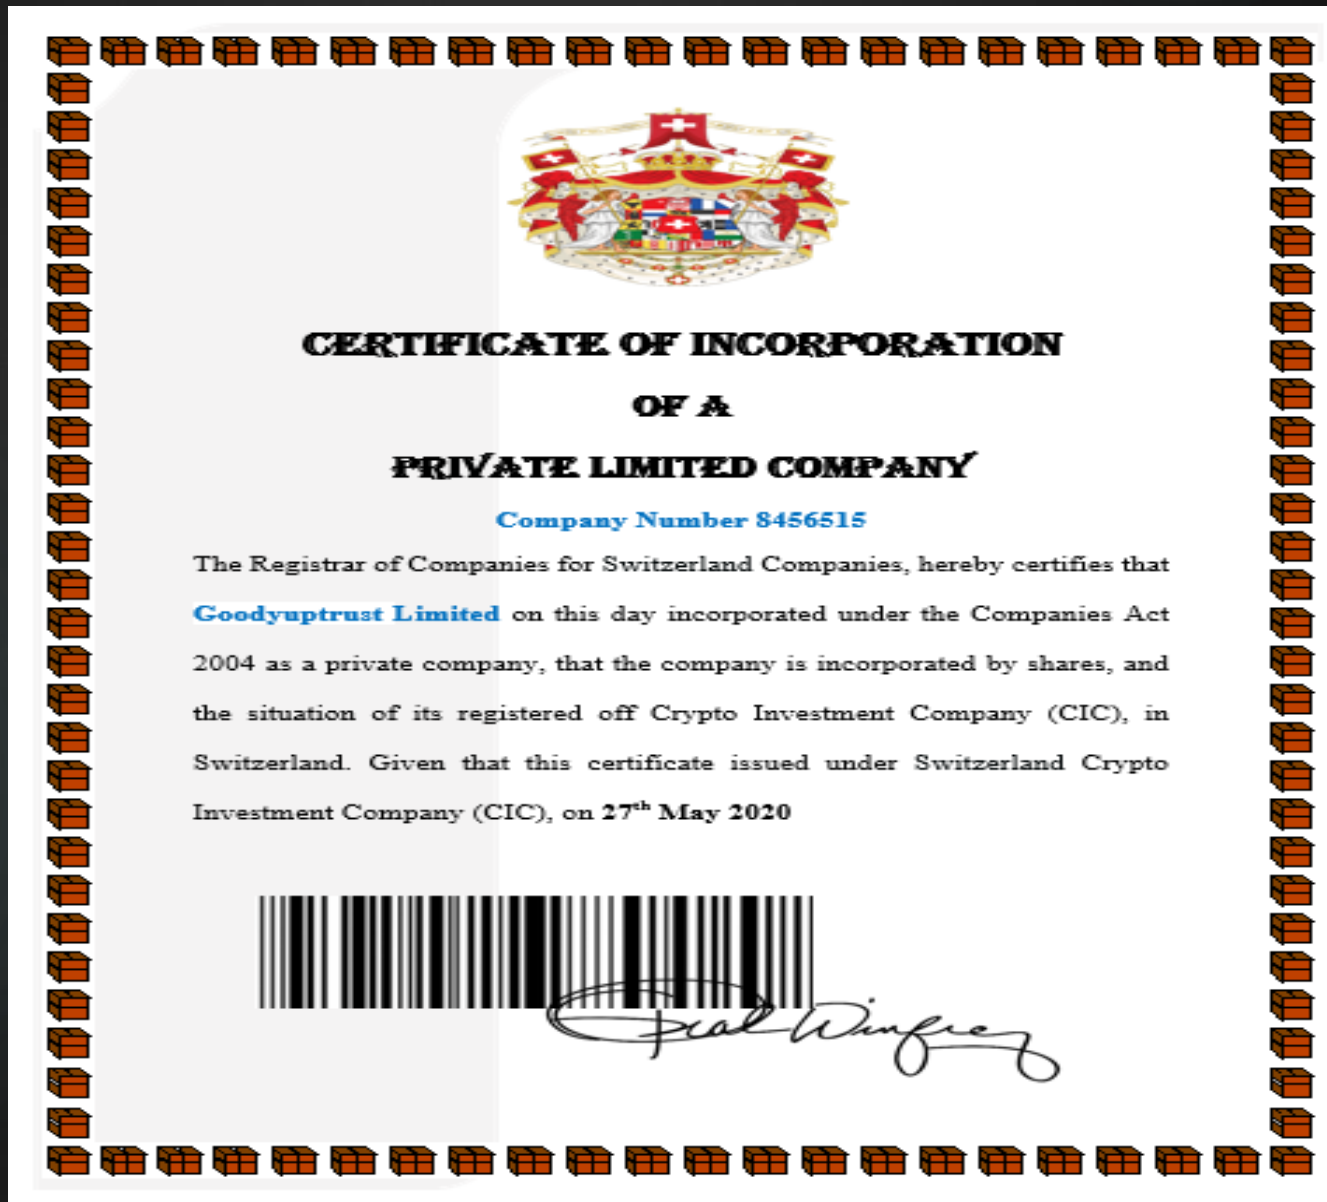 CERTIFICATE OF INCORPORATION
OF A
PRIVATE LIMITED COMPANY
Company Number 8456515
The Registrar of Companies for Switzerland Companies, hereby certifies that
Goodyuptrust Limited on this day incorporated under the Companies Act
2004 as a private company, that the company is incorporated by shares, and
the situation of its registered off Crypto Investment Company (CIC), in
Switzerland. Given that this certificate issued under Switzerland Crypto
Investment Company (CIC), on 27th May 2020
Winfrey